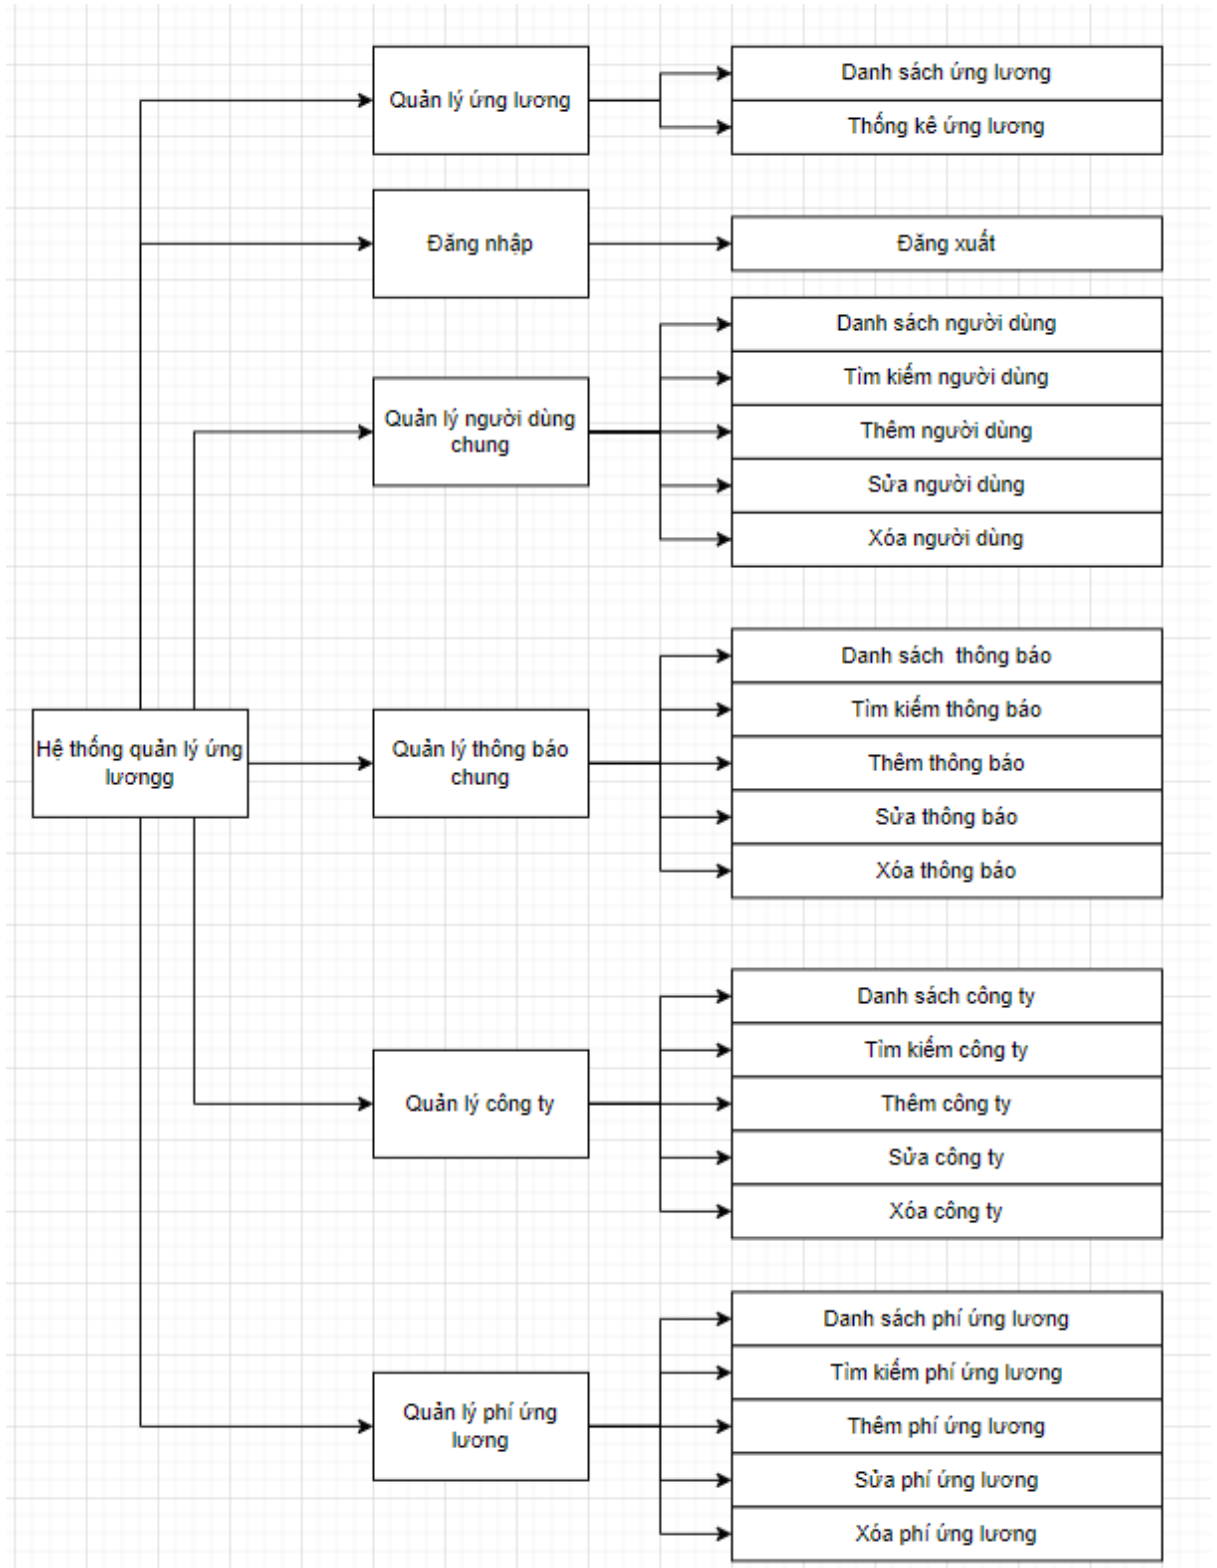 Quản lý ứng lương
Danh sách ứng lương
Thống kê ứng lương
Đăng nhập
Đăng xuất
Quản lý người dùng
chung
Danh sách người dùng
Tìm kiếm người dùng
Thêm người dùng
Sửa người dùng
Xóa người dùng
Hệ thống quản lý ứng
lươngg
Quản lý thông báo
chung
Danh sách  thông báo
Tìm kiếm thông báo
Thêm thông báo
Sửa thông báo
Xóa thông báo
Quản lý công ty
Danh sách công ty
Tìm kiếm công ty
Thêm công ty
Sửa công ty
Xóa công ty
Quản lý phí ứng
lương
Danh sách phí ứng lương
Tìm kiếm phí ứng lương
Thêm phí ứng lương
Sửa phí ứng lương
Xóa phí ứng lương